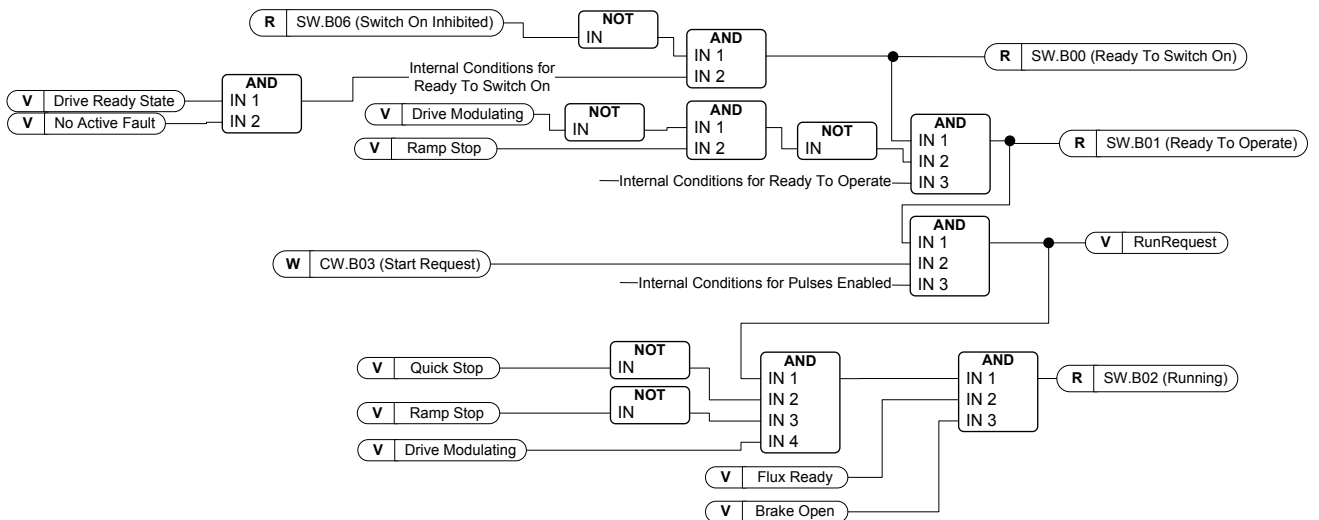 R SW.B06 (Switch On Inhibited)
NOT
IN
AND
IN 1
IN 2
R SW.B00 (Ready To Switch On)
Internal Conditions for
Ready To Switch On
V Drive Ready State
V No Active Fault
AND
IN 1
IN 2
V Drive Modulating
NOT
IN
V Ramp Stop
AND
IN 1
IN 2
NOT
IN
Internal Conditions for Ready To Operate
AND
IN 1
IN 2
IN 3
R SW.B01 (Ready To Operate)
W CW.B03 (Start Request)
Internal Conditions for Pulses Enabled
AND
IN 1
IN 2
IN 3
V RunRequest
V Quick Stop
NOT
IN
V Ramp Stop
NOT
IN
V Drive Modulating
AND
IN 1
IN 2
IN 3
IN 4
V Flux Ready
V Brake Open
AND
IN 1
IN 2
IN 3
R SW.B02 (Running)